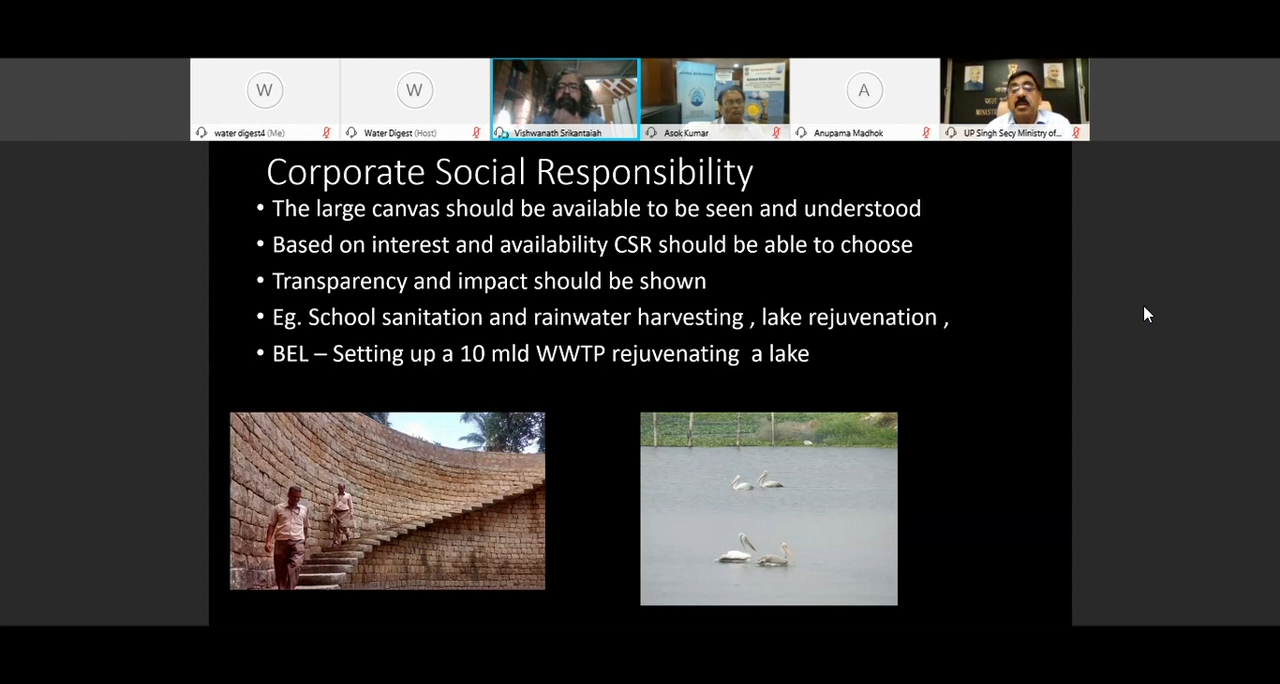 W
W
A
water digest4 (Me)
Water Digest (Host)
Vishwanath Srikantaiah
Asok Kumar
Anupama Madhok
UP Singh Secy Ministry of...
Corporate Social Responsibility
• The large canvas should be available to be seen and understood
• Based on interest and availability CSR should be able to choose
• Transparency and impact should be shown
• Eg. School sanitation and rainwater harvesting , lake rejuvenation ,
• BEL – Setting up a 10 mld WWTP rejuvenating a lake